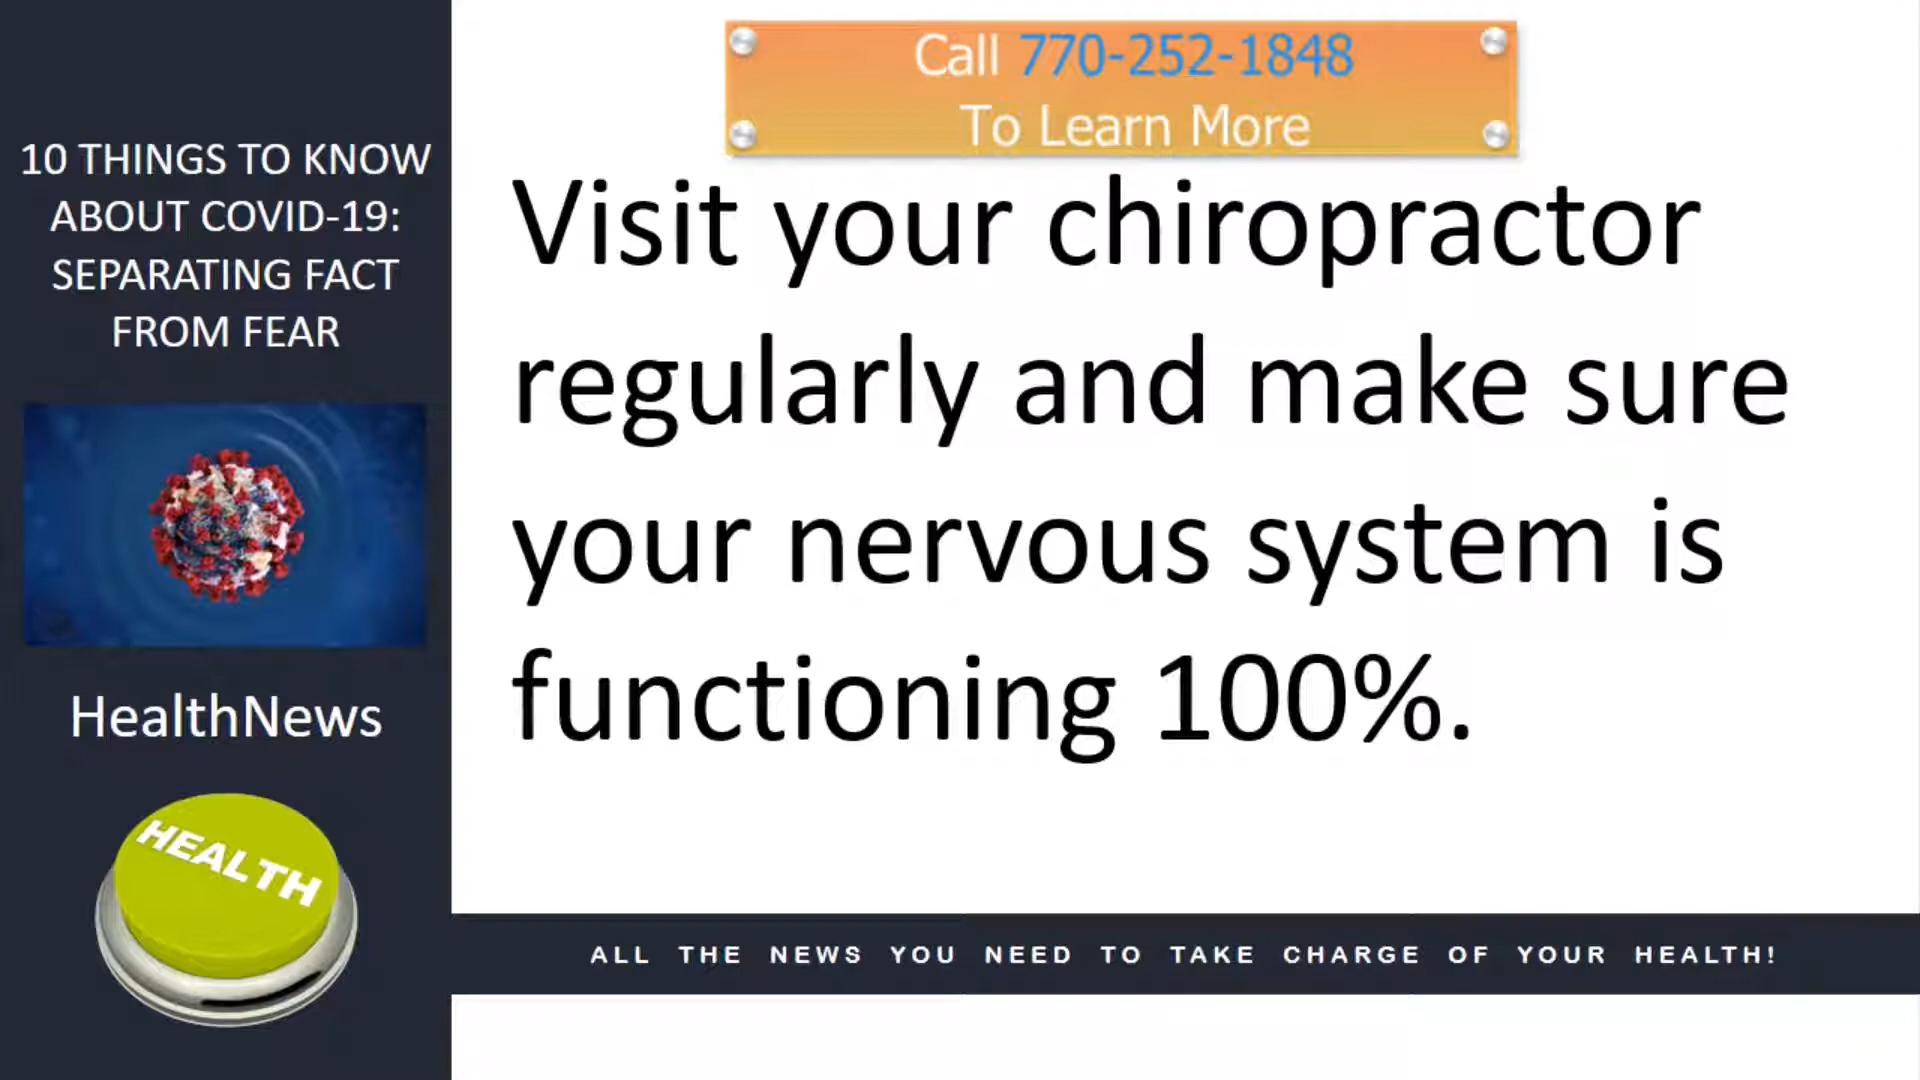 10 THINGS TO KNOW
ABOUT COVID-19:
SEPARATING FACT
FROM FEAR
HealthNews
HEALTH
Call 770-252-1848
To Learn More
Visit your chiropractor
regularly and make sure
your nervous system is
functioning 100%.
ALL THE NEWS YOU NEED TO TAKE CHARGE OF YOUR HEALTH!